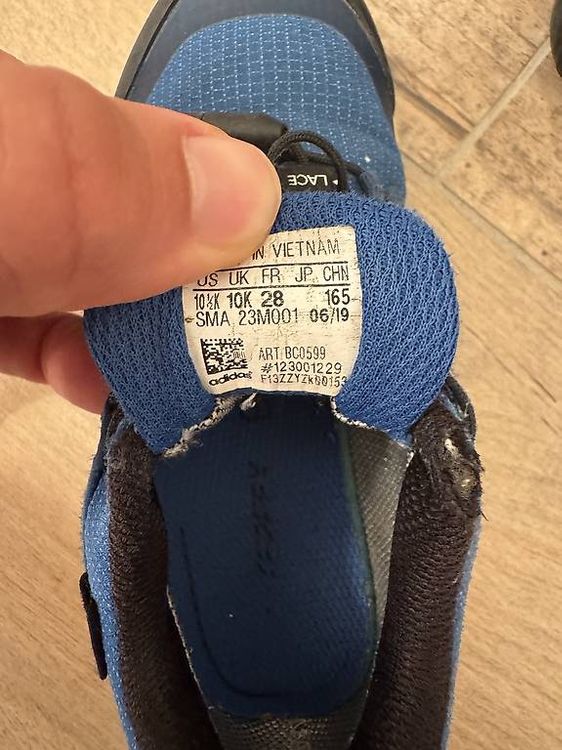 LACE
IN VIETNAM
US UK FR JP CHN
10½K 10K 28 165
SMA 23M001 06/19
ART BC0599
#123001229
adidas